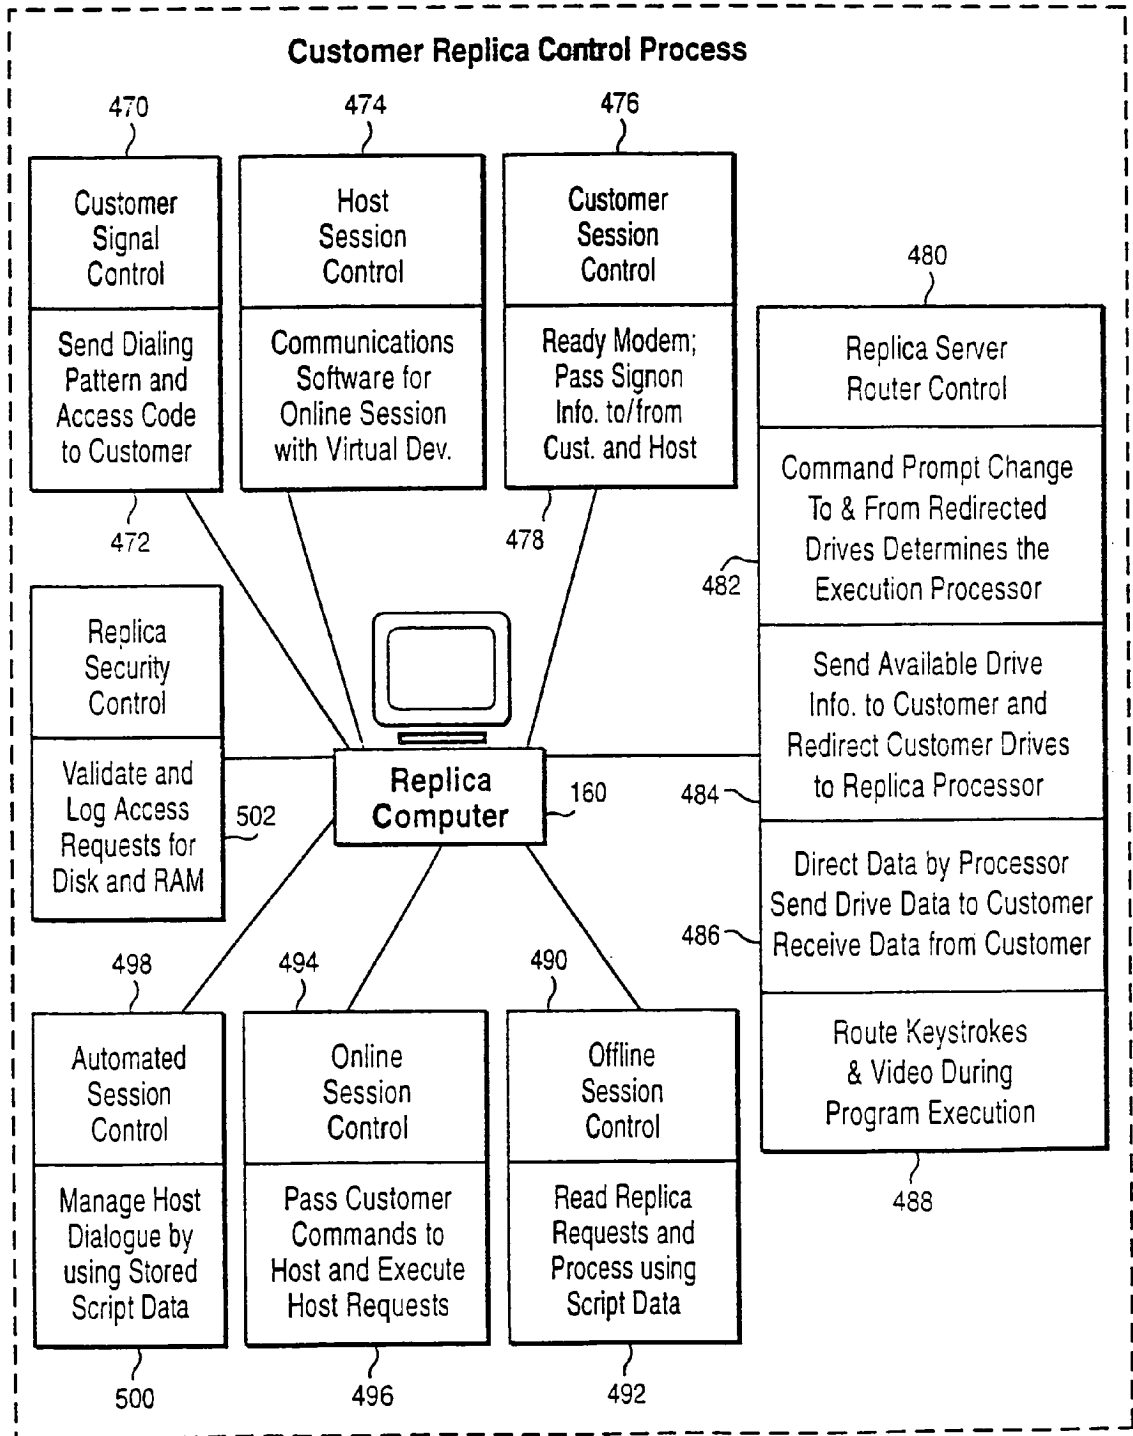 Customer Replica Control Process
470
474
476
Customer
Signal
Control
Send Dialing
Pattern and
Access Code
to Customer
472
Host
Session
Control
Communications
Software for
Online Session
with Virtual Dev.
Customer
Session
Control
Ready Modem;
Pass Signon
Info. to/from
Cust. and Host
478
480
Replica Server
Router Control
Command Prompt Change
To & From Redirected
Drives Determines the
Execution Processor
482
Send Available Drive
Info. to Customer and
Redirect Customer Drives
to Replica Processor
484
Direct Data by Processor
Send Drive Data to Customer
Receive Data from Customer
486
Route Keystrokes
& Video During
Program Execution
488
Replica
Security
Control
Validate and
Log Access
Requests for
Disk and RAM
502
Replica
Computer
160
498
494
490
Automated
Session
Control
Manage Host
Dialogue by
using Stored
Script Data
500
Online
Session
Control
Pass Customer
Commands to
Host and Execute
Host Requests
496
Offline
Session
Control
Read Replica
Requests and
Process using
Script Data
492